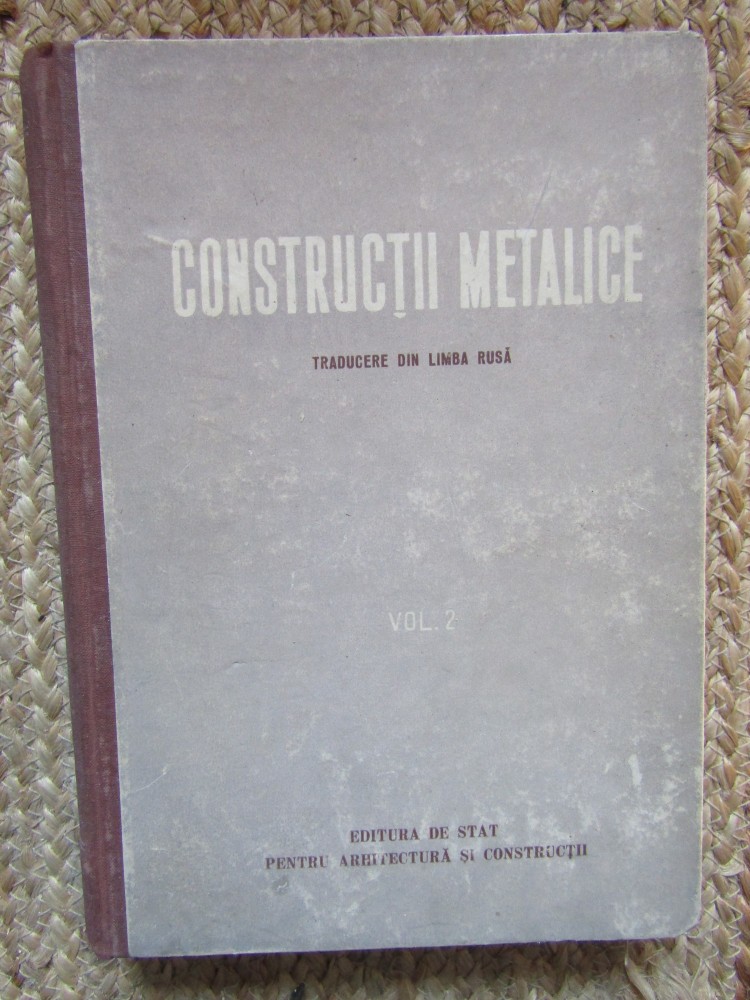 CONSTRUCȚII METALICE
TRADUCERE DIN LIMBA RUSĂ
VOL. 2
EDITURA DE STAT
PENTRU ARHITECTURĂ ȘI CONSTRUCȚII